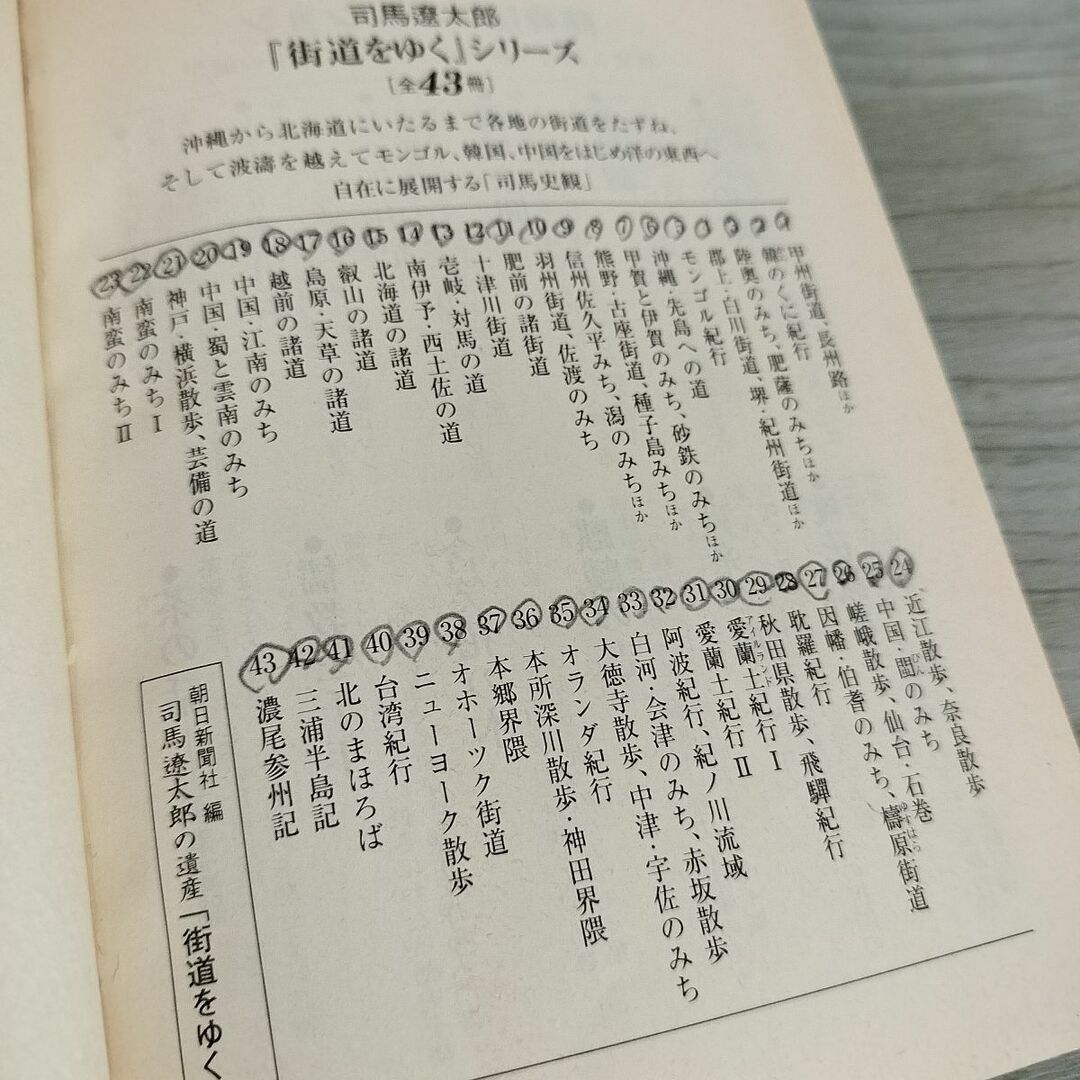 司馬遼太郎
『街道をゆく』シリーズ
[全43冊]
沖縄から北海道にいたるまで各地の街道をたずね、
そして波濤を越えてモンゴル、韓国、中国をはじめ洋の東西へ
自在に展開する「司馬史観」
① 甲州街道、長州路ほか
② 韓のくに紀行
③ 陸奥のみち、肥薩のみちほか
④ 郡上・白川街道、堺・紀州街道ほか
⑤ モンゴル紀行
⑥ 沖縄・先島への道
⑦ 甲賀と伊賀のみち、砂鉄のみちほか
⑧ 熊野・古座街道、種子島みちほか
⑨ 信州佐久平みち、潟のみちほか
⑩ 羽州街道、佐渡のみち
⑪ 肥前の諸街道
⑫ 十津川街道
⑬ 壱岐・対馬の道
⑭ 南伊予・西土佐の道
⑮ 北海道の諸道
⑯ 叡山の諸道
⑰ 島原・天草の諸道
⑱ 越前の諸道
⑲ 中国・江南のみち
⑳ 中国・蜀と雲南のみち
㉑ 神戸・横浜散歩、芸備の道
㉒ 南蛮のみちⅠ
㉓ 南蛮のみちⅡ
㉔ 近江散歩、奈良散歩
㉕ 中国・閩のみち
㉖ 嵯峨散歩、仙台・石巻
㉗ 因幡・伯耆のみち、檮原街道
㉘ 耽羅紀行
㉙ 秋田県散歩、飛驒紀行
㉚ 愛蘭土紀行Ⅰ
㉛ 愛蘭土紀行Ⅱ
㉜ 阿波紀行、紀ノ川流域
㉝ 白河・会津のみち、赤坂散歩
㉞ 大徳寺散歩、中津・宇佐のみち
㉟ オランダ紀行
㊱ 本所深川散歩・神田界隈
㊲ 本郷界隈
㊳ オホーツク街道
㊴ ニューヨーク散歩
㊵ 台湾紀行
㊶ 北のまほろば
㊷ 三浦半島記
㊸ 濃尾参州記
朝日新聞社 編
司馬遼太郎の遺産「街道をゆく